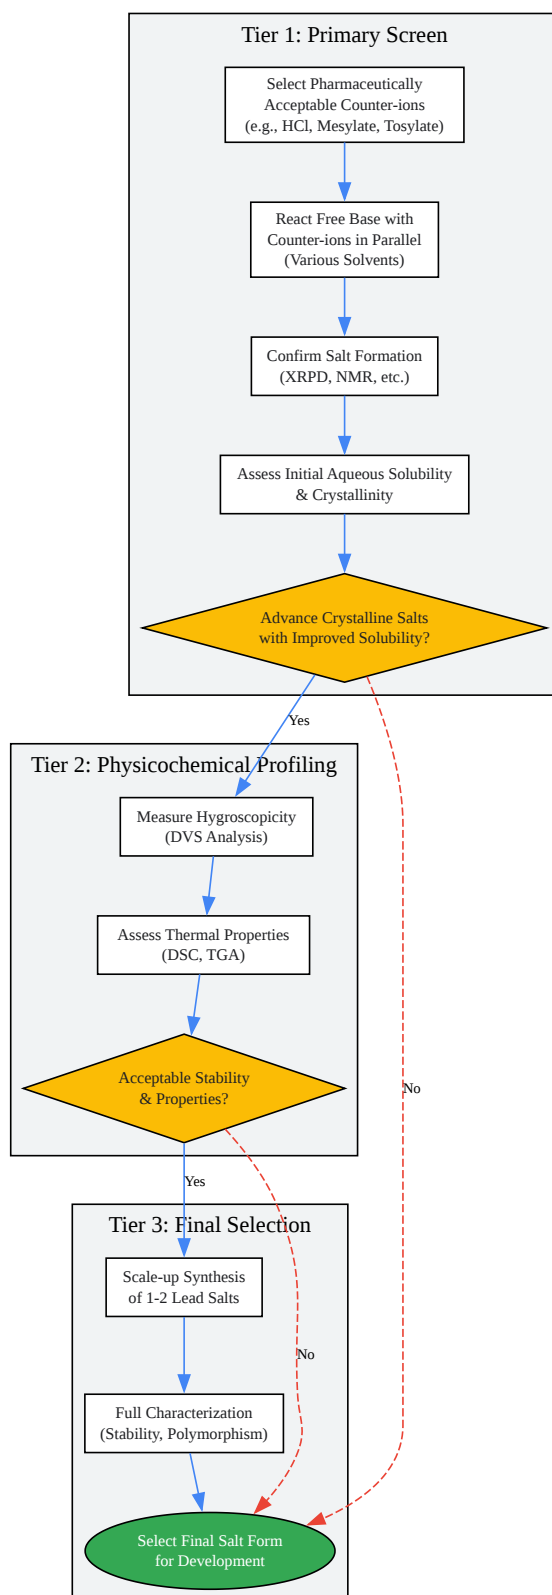 Tier 1: Primary Screen
Select Pharmaceutically
Acceptable Counter-ions
(e.g., HCl, Mesylate, Tosylate)
React Free Base with
Counter-ions in Parallel
(Various Solvents)
Confirm Salt Formation
(XRPD, NMR, etc.)
Assess Initial Aqueous Solubility
& Crystallinity
Advance Crystalline Salts
with Improved Solubility?
Yes
Tier 2: Physicochemical Profiling
Measure Hygroscopicity
(DVS Analysis)
Assess Thermal Properties
(DSC, TGA)
Acceptable Stability
& Properties?
No
Yes
Tier 3: Final Selection
Scale-up Synthesis
of 1-2 Lead Salts
No
Full Characterization
(Stability, Polymorphism)
Select Final Salt Form
for Development